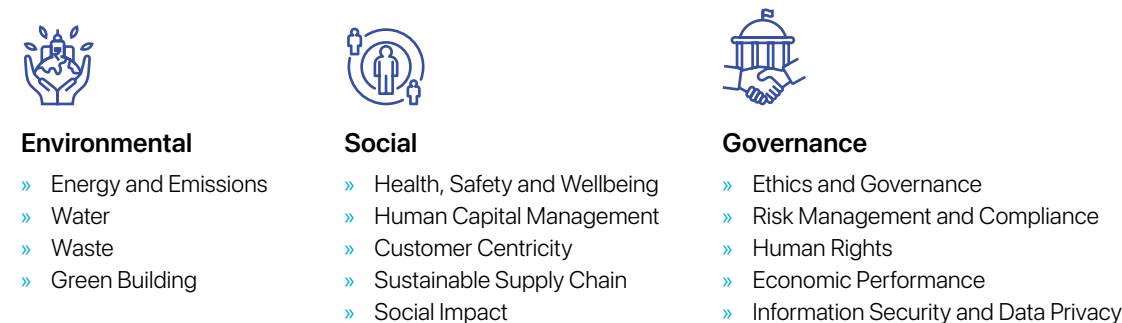 Environmental
» Energy and Emissions
» Water
» Waste
» Green Building
Social
» Health, Safety and Wellbeing
» Human Capital Management
» Customer Centricity
» Sustainable Supply Chain
» Social Impact
Governance
» Ethics and Governance
» Risk Management and Compliance
» Human Rights
» Economic Performance
» Information Security and Data Privacy